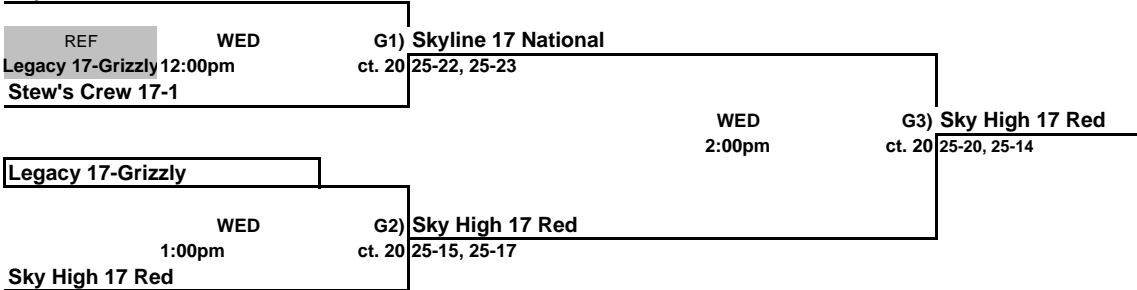 REF WED G1) Skyline 17 National
Legacy 17-Grizzly 12:00pm ct. 20 25-22, 25-23
Stew's Crew 17-1
WED G3) Sky High 17 Red
2:00pm ct. 20 25-20, 25-14
Legacy 17-Grizzly
WED G2) Sky High 17 Red
1:00pm ct. 20 25-15, 25-17
Sky High 17 Red